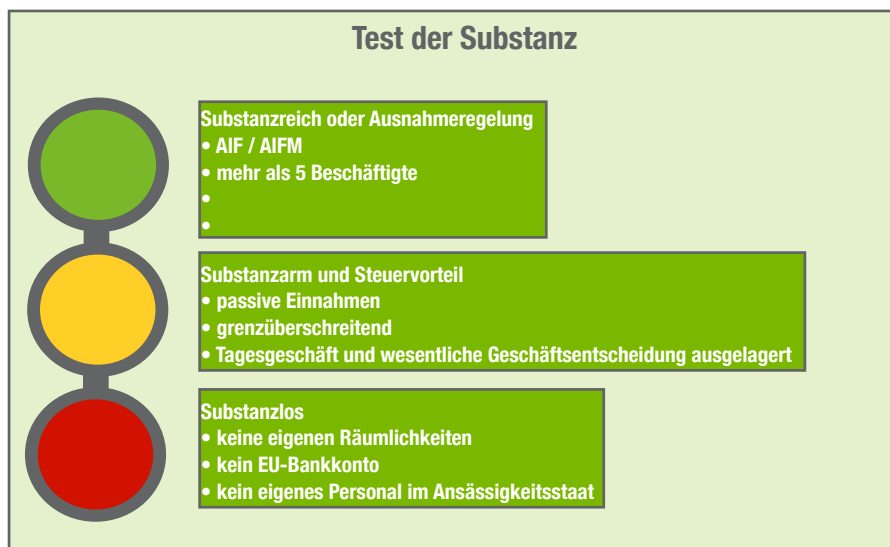 Test der Substanz
Substanzreich oder Ausnahmeregelung
• AIF / AIFM
• mehr als 5 Beschäftigte
•
•
Substanzarm und Steuervorteil
• passive Einnahmen
• grenzüberschreitend
• Tagesgeschäft und wesentliche Geschäftsentscheidung ausgelagert
Substanzlos
• keine eigenen Räumlichkeiten
• kein EU-Bankkonto
• kein eigenes Personal im Ansässigkeitsstaat